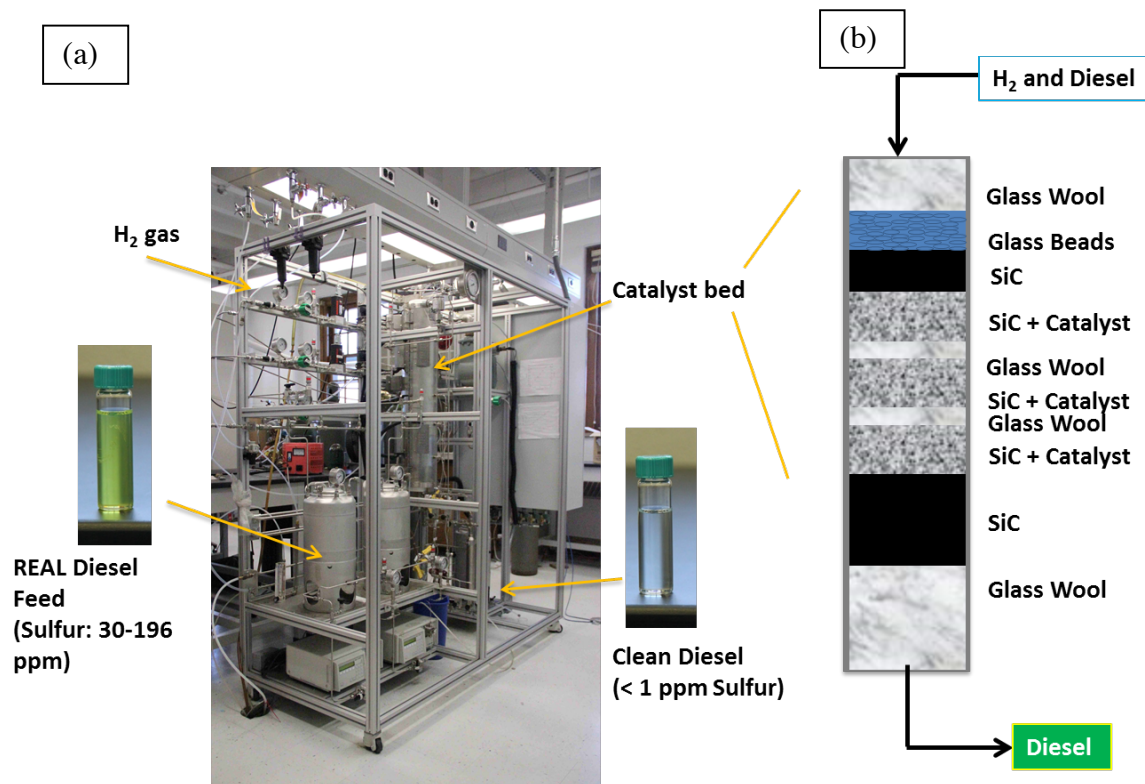 (a)
H₂ gas
Catalyst bed
REAL Diesel
Feed
(Sulfur: 30-196
ppm)
Clean Diesel
(< 1 ppm Sulfur)
(b)
H₂ and Diesel
Glass Wool
Glass Beads
SiC
SiC + Catalyst
Glass Wool
SiC + Catalyst
Glass Wool
SiC + Catalyst
SiC
Glass Wool
Diesel